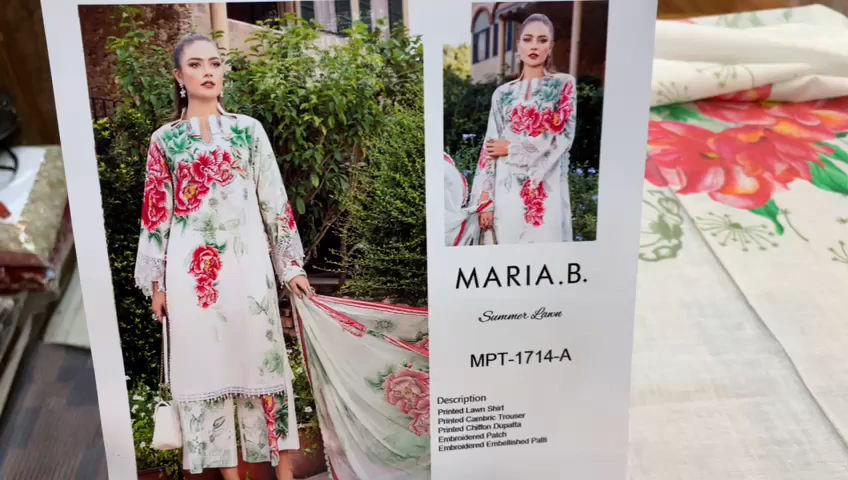 MARIA.B.
Summer Lawn
MPT-1714-A
Description
Printed Lawn Shirt
Printed Cambric Trouser
Printed Chiffon Dupatta
Embroidered Patch
Embroidered Embellished Patti